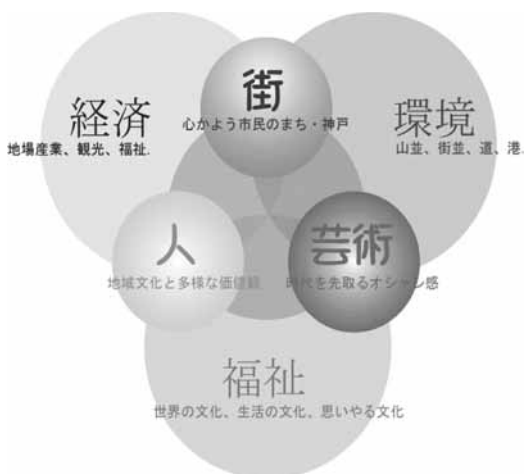 街
心かよう市民のまち・神戸
経済
地場産業、観光、福祉.
環境
山並、街並、道、港.
人
地域文化と多様な価値観
芸術
時代を先取るオシャレ感
福祉
世界の文化、生活の文化、思いやる文化